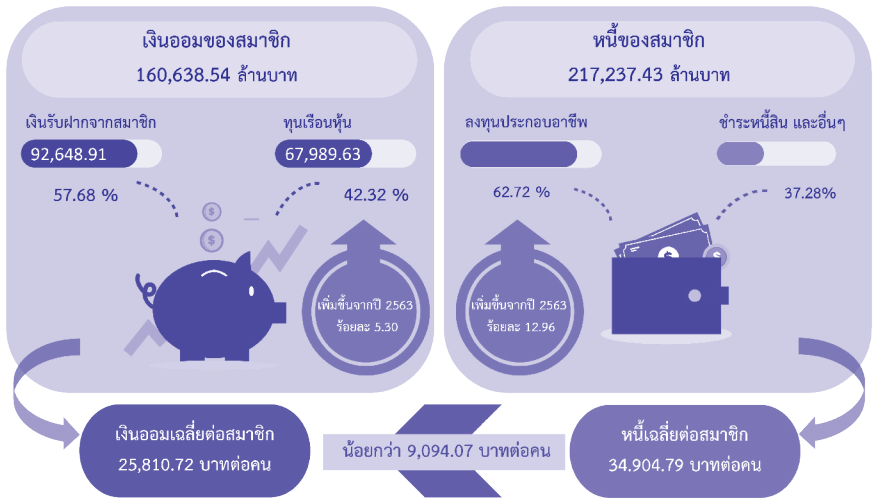 เงินออมของสมาชิก
160,638.54 ล้านบาท
เงินรับฝากจากสมาชิก
92,648.91
57.68 %
ทุนเรือนหุ้น
67,989.63
42.32 %
เพิ่มขึ้นจากปี 2563
ร้อยละ 5.30
หนี้ของสมาชิก
217,237.43 ล้านบาท
ลงทุนประกอบอาชีพ
62.72 %
ชำระหนี้สิน และอื่นๆ
37.28%
เพิ่มขึ้นจากปี 2563
ร้อยละ 12.96
เงินออมเฉลี่ยต่อสมาชิก
25,810.72 บาทต่อคน
น้อยกว่า 9,094.07 บาทต่อคน
หนี้เฉลี่ยต่อสมาชิก
34.904.79 บาทต่อคน